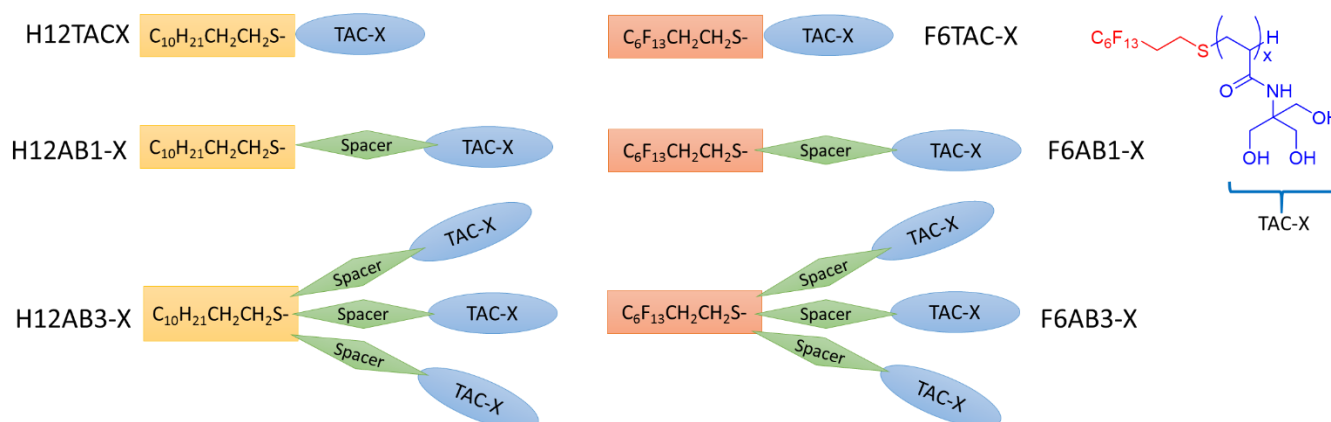 H12TACX
C₁₀H₂₁CH₂CH₂S-
TAC-X
C₆F₁₃CH₂CH₂S-
TAC-X
F6TAC-X
H12AB1-X
C₁₀H₂₁CH₂CH₂S-
Spacer
TAC-X
C₆F₁₃CH₂CH₂S-
Spacer
TAC-X
F6AB1-X
H12AB3-X
C₁₀H₂₁CH₂CH₂S-
Spacer
TAC-X
Spacer
TAC-X
Spacer
TAC-X
C₆F₁₃CH₂CH₂S-
Spacer
TAC-X
Spacer
TAC-X
Spacer
TAC-X
F6AB3-X
C₆F₁₃
S
H
x
O
NH
OH
OH
OH
TAC-X